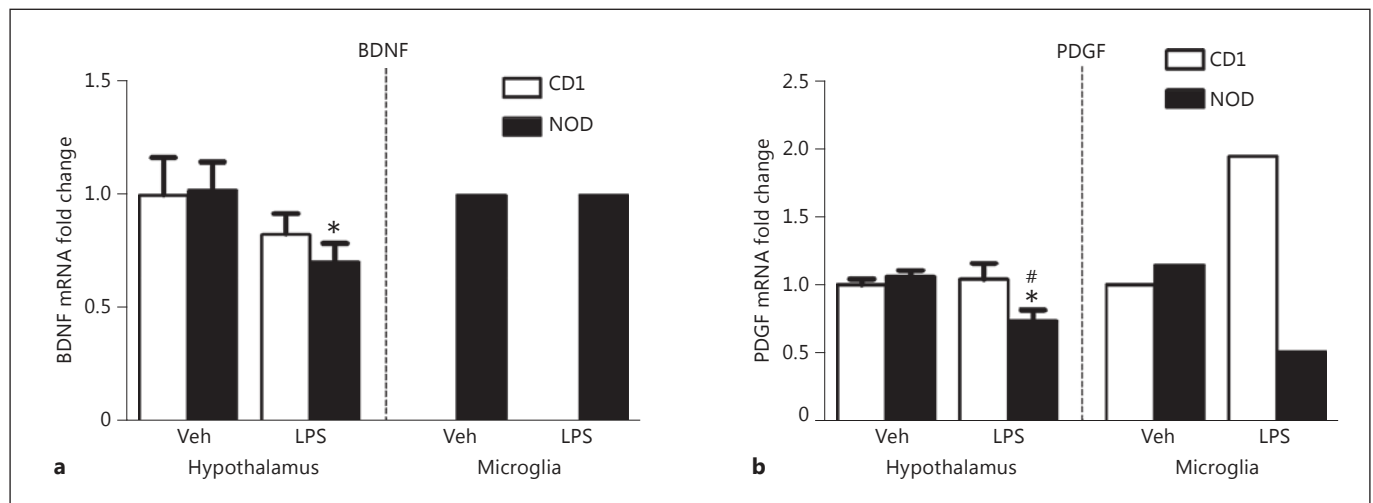 BDNF
1.5
1.0
0.5
0
BDNF mRNA fold change
CD1
NOD
*
Veh
LPS
Veh
LPS
Hypothalamus
Microglia
a
PDGF
2.5
2.0
1.5
1.0
0.5
0
PDGF mRNA fold change
CD1
NOD
#
*
Veh
LPS
Veh
LPS
Hypothalamus
Microglia
b